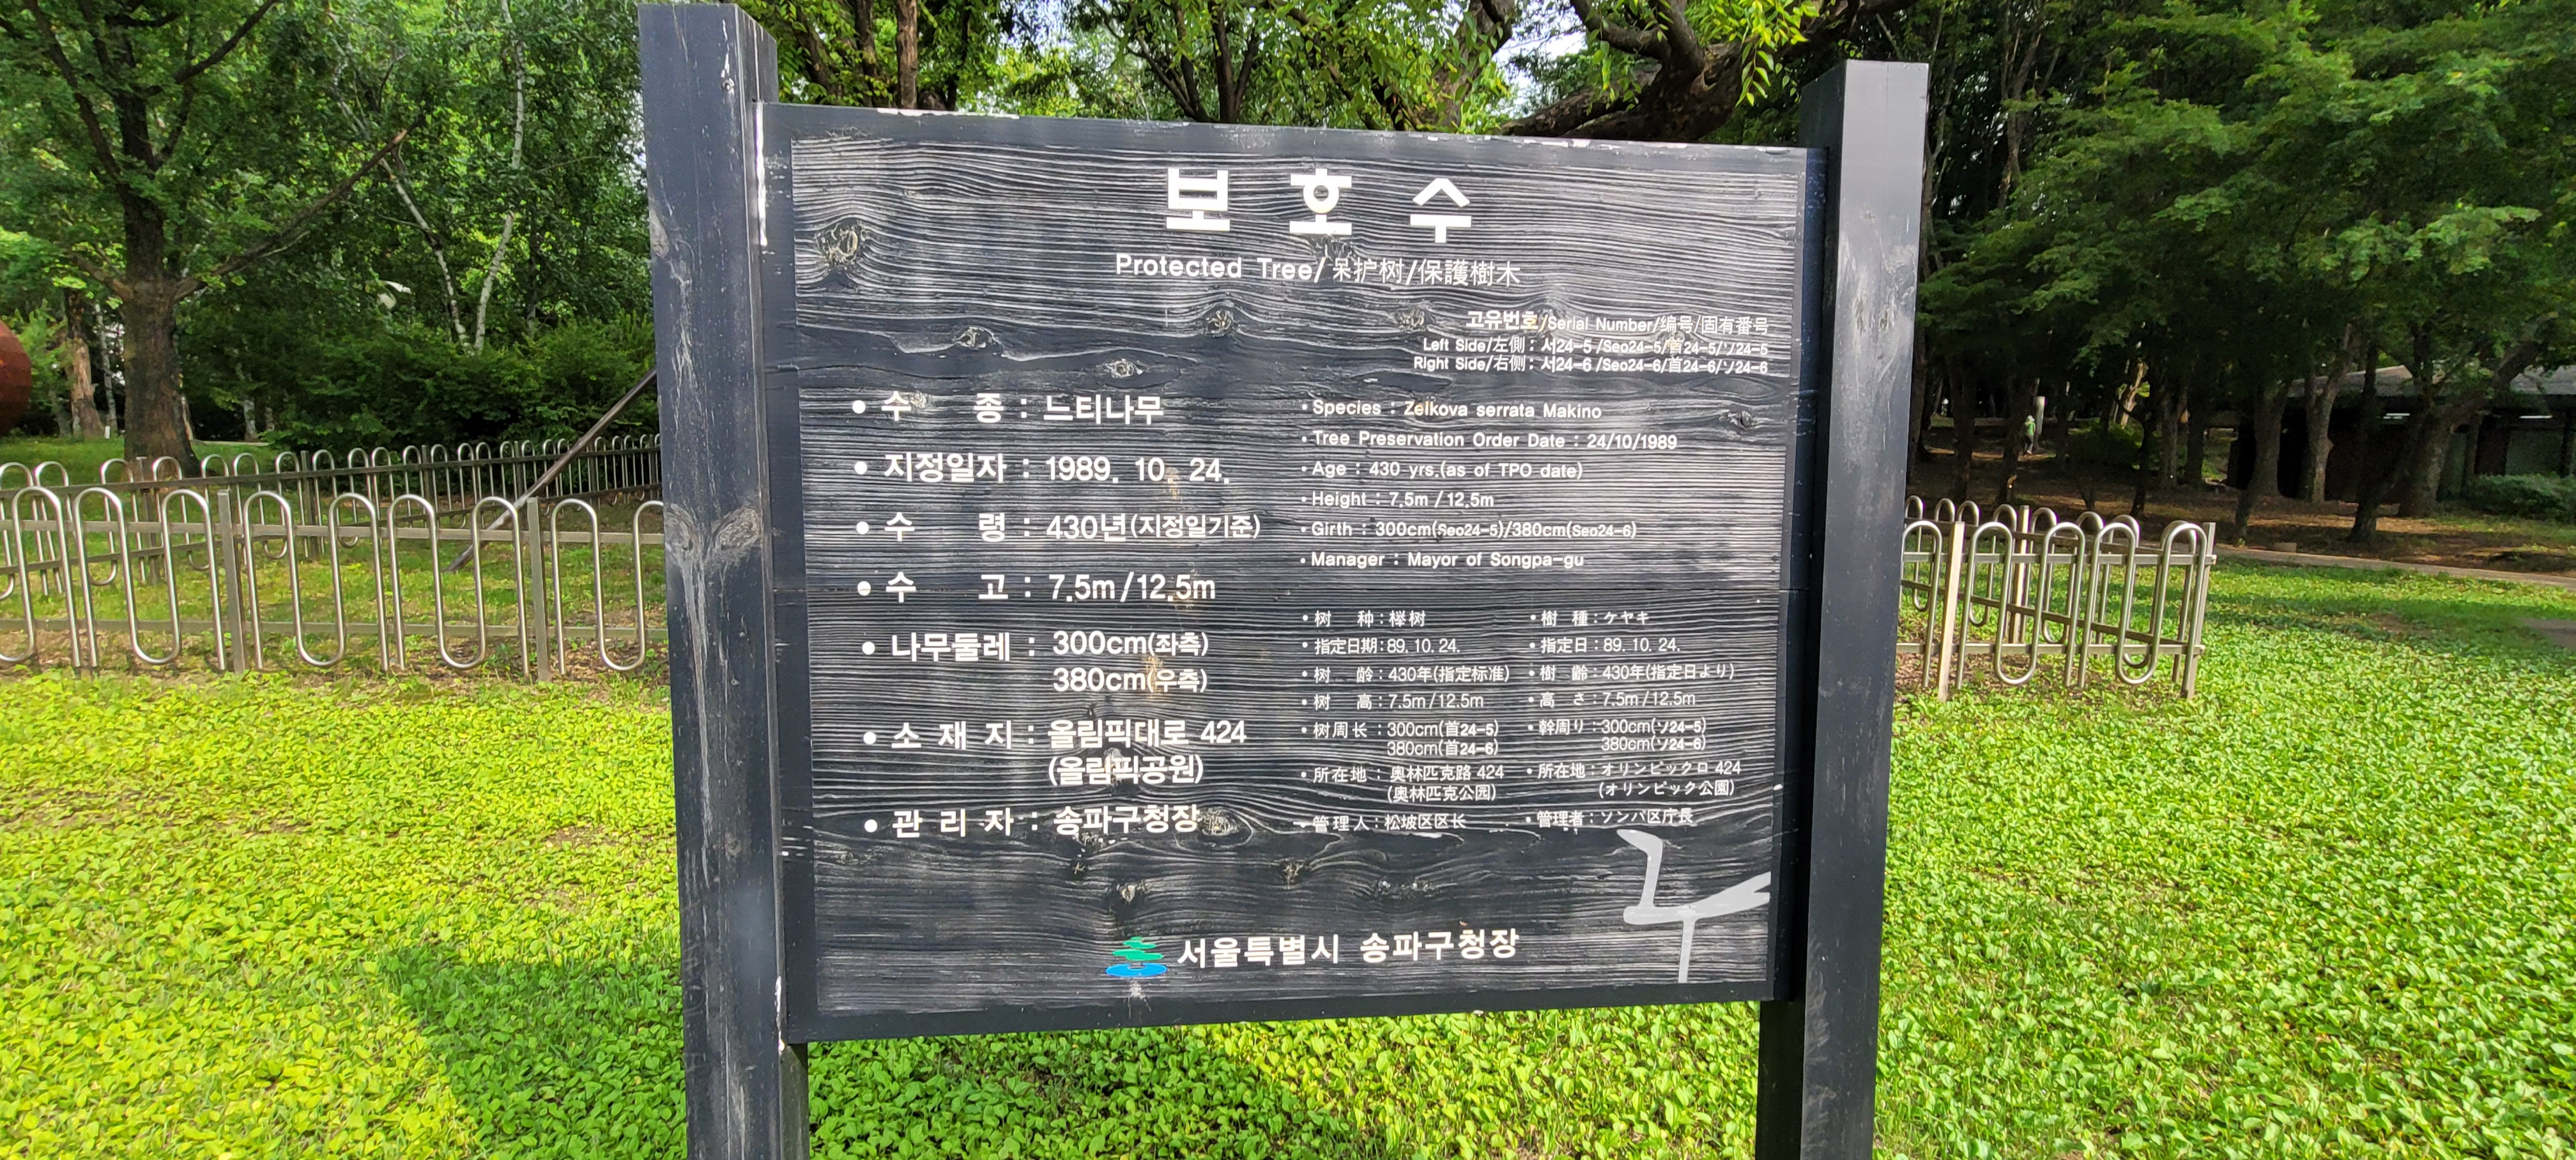 보 호 수
Protected Tree/保护树/保護樹木
고유번호/Serial Number/编号/固有番号
Left Side/左側 : 서24-5 /Seo24-5/首24-5/ソ24-5
Right Side/右側 : 서24-6 /Seo24-6/首24-6/ソ24-6
• 수 종 : 느티나무
• 지정일자 : 1989. 10. 24.
• 수 령 : 430년(지정일기준)
• 수 고 : 7.5m /12.5m
• 나무둘레 : 300cm(좌측)
380cm(우측)
• 소 재 지 : 올림픽대로 424
(올림픽공원)
• 관 리 자 : 송파구청장
• Species : Zelkova serrata Makino
• Tree Preservation Order Date : 24/10/1989
• Age : 430 yrs.(as of TPO date)
• Height : 7.5m / 12.5m
• Girth : 300cm(Seo24-5)/380cm(Seo24-6)
• Manager : Mayor of Songpa-gu
• 树 种 : 榉树
• 指定日期 : 89. 10. 24.
• 树 龄 : 430年(指定标准)
• 树 高 : 7.5m / 12.5m
• 树周长 : 300cm(首24-5)
380cm(首24-6)
• 所在地 : 奥林匹克路 424
(奥林匹克公园)
• 管理人 : 松坡区区长
• 樹 種 : ケヤキ
• 指定日 : 89. 10. 24.
• 樹 齢 : 430年(指定日より)
• 高 さ : 7.5m / 12.5m
• 幹周り : 300cm(ソ24-5)
380cm(ソ24-6)
• 所在地 : オリンピックロ 424
(オリンピック公園)
• 管理者 : ソンパ区庁長
서울특별시 송파구청장